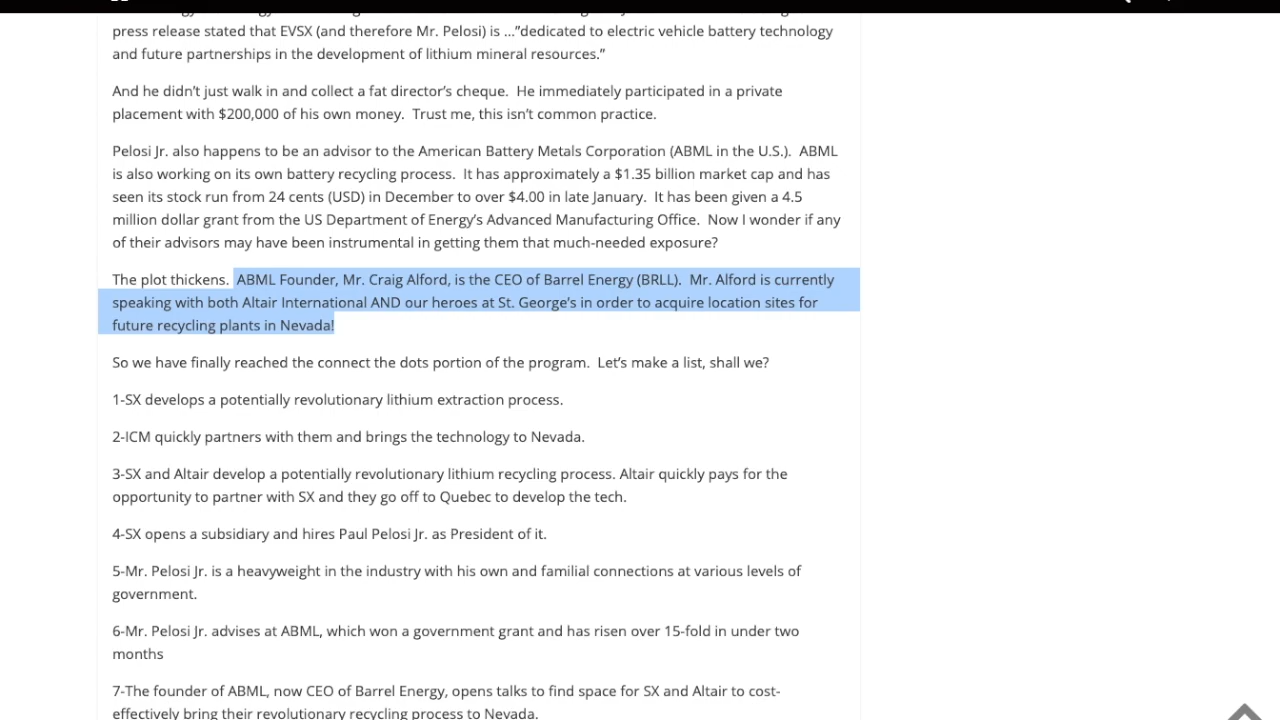 press release stated that EVSX (and therefore Mr. Pelosi) is …”dedicated to electric vehicle battery technology
and future partnerships in the development of lithium mineral resources.”
And he didn’t just walk in and collect a fat director’s cheque.  He immediately participated in a private
placement with $200,000 of his own money.  Trust me, this isn’t common practice.
Pelosi Jr. also happens to be an advisor to the American Battery Metals Corporation (ABML in the U.S.).  ABML
is also working on its own battery recycling process.  It has approximately a $1.35 billion market cap and has
seen its stock run from 24 cents (USD) in December to over $4.00 in late January.  It has been given a 4.5
million dollar grant from the US Department of Energy’s Advanced Manufacturing Office.  Now I wonder if any
of their advisors may have been instrumental in getting them that much-needed exposure?
The plot thickens.  ABML Founder, Mr. Craig Alford, is the CEO of Barrel Energy (BRLL).  Mr. Alford is currently
speaking with both Altair International AND our heroes at St. George’s in order to acquire location sites for
future recycling plants in Nevada!
So we have finally reached the connect the dots portion of the program.  Let’s make a list, shall we?
1-SX develops a potentially revolutionary lithium extraction process.
2-ICM quickly partners with them and brings the technology to Nevada.
3-SX and Altair develop a potentially revolutionary lithium recycling process. Altair quickly pays for the
opportunity to partner with SX and they go off to Quebec to develop the tech.
4-SX opens a subsidiary and hires Paul Pelosi Jr. as President of it.
5-Mr. Pelosi Jr. is a heavyweight in the industry with his own and familial connections at various levels of
government.
6-Mr. Pelosi Jr. advises at ABML, which won a government grant and has risen over 15-fold in under two
months
7-The founder of ABML, now CEO of Barrel Energy, opens talks to find space for SX and Altair to cost-
effectively bring their revolutionary recycling process to Nevada.